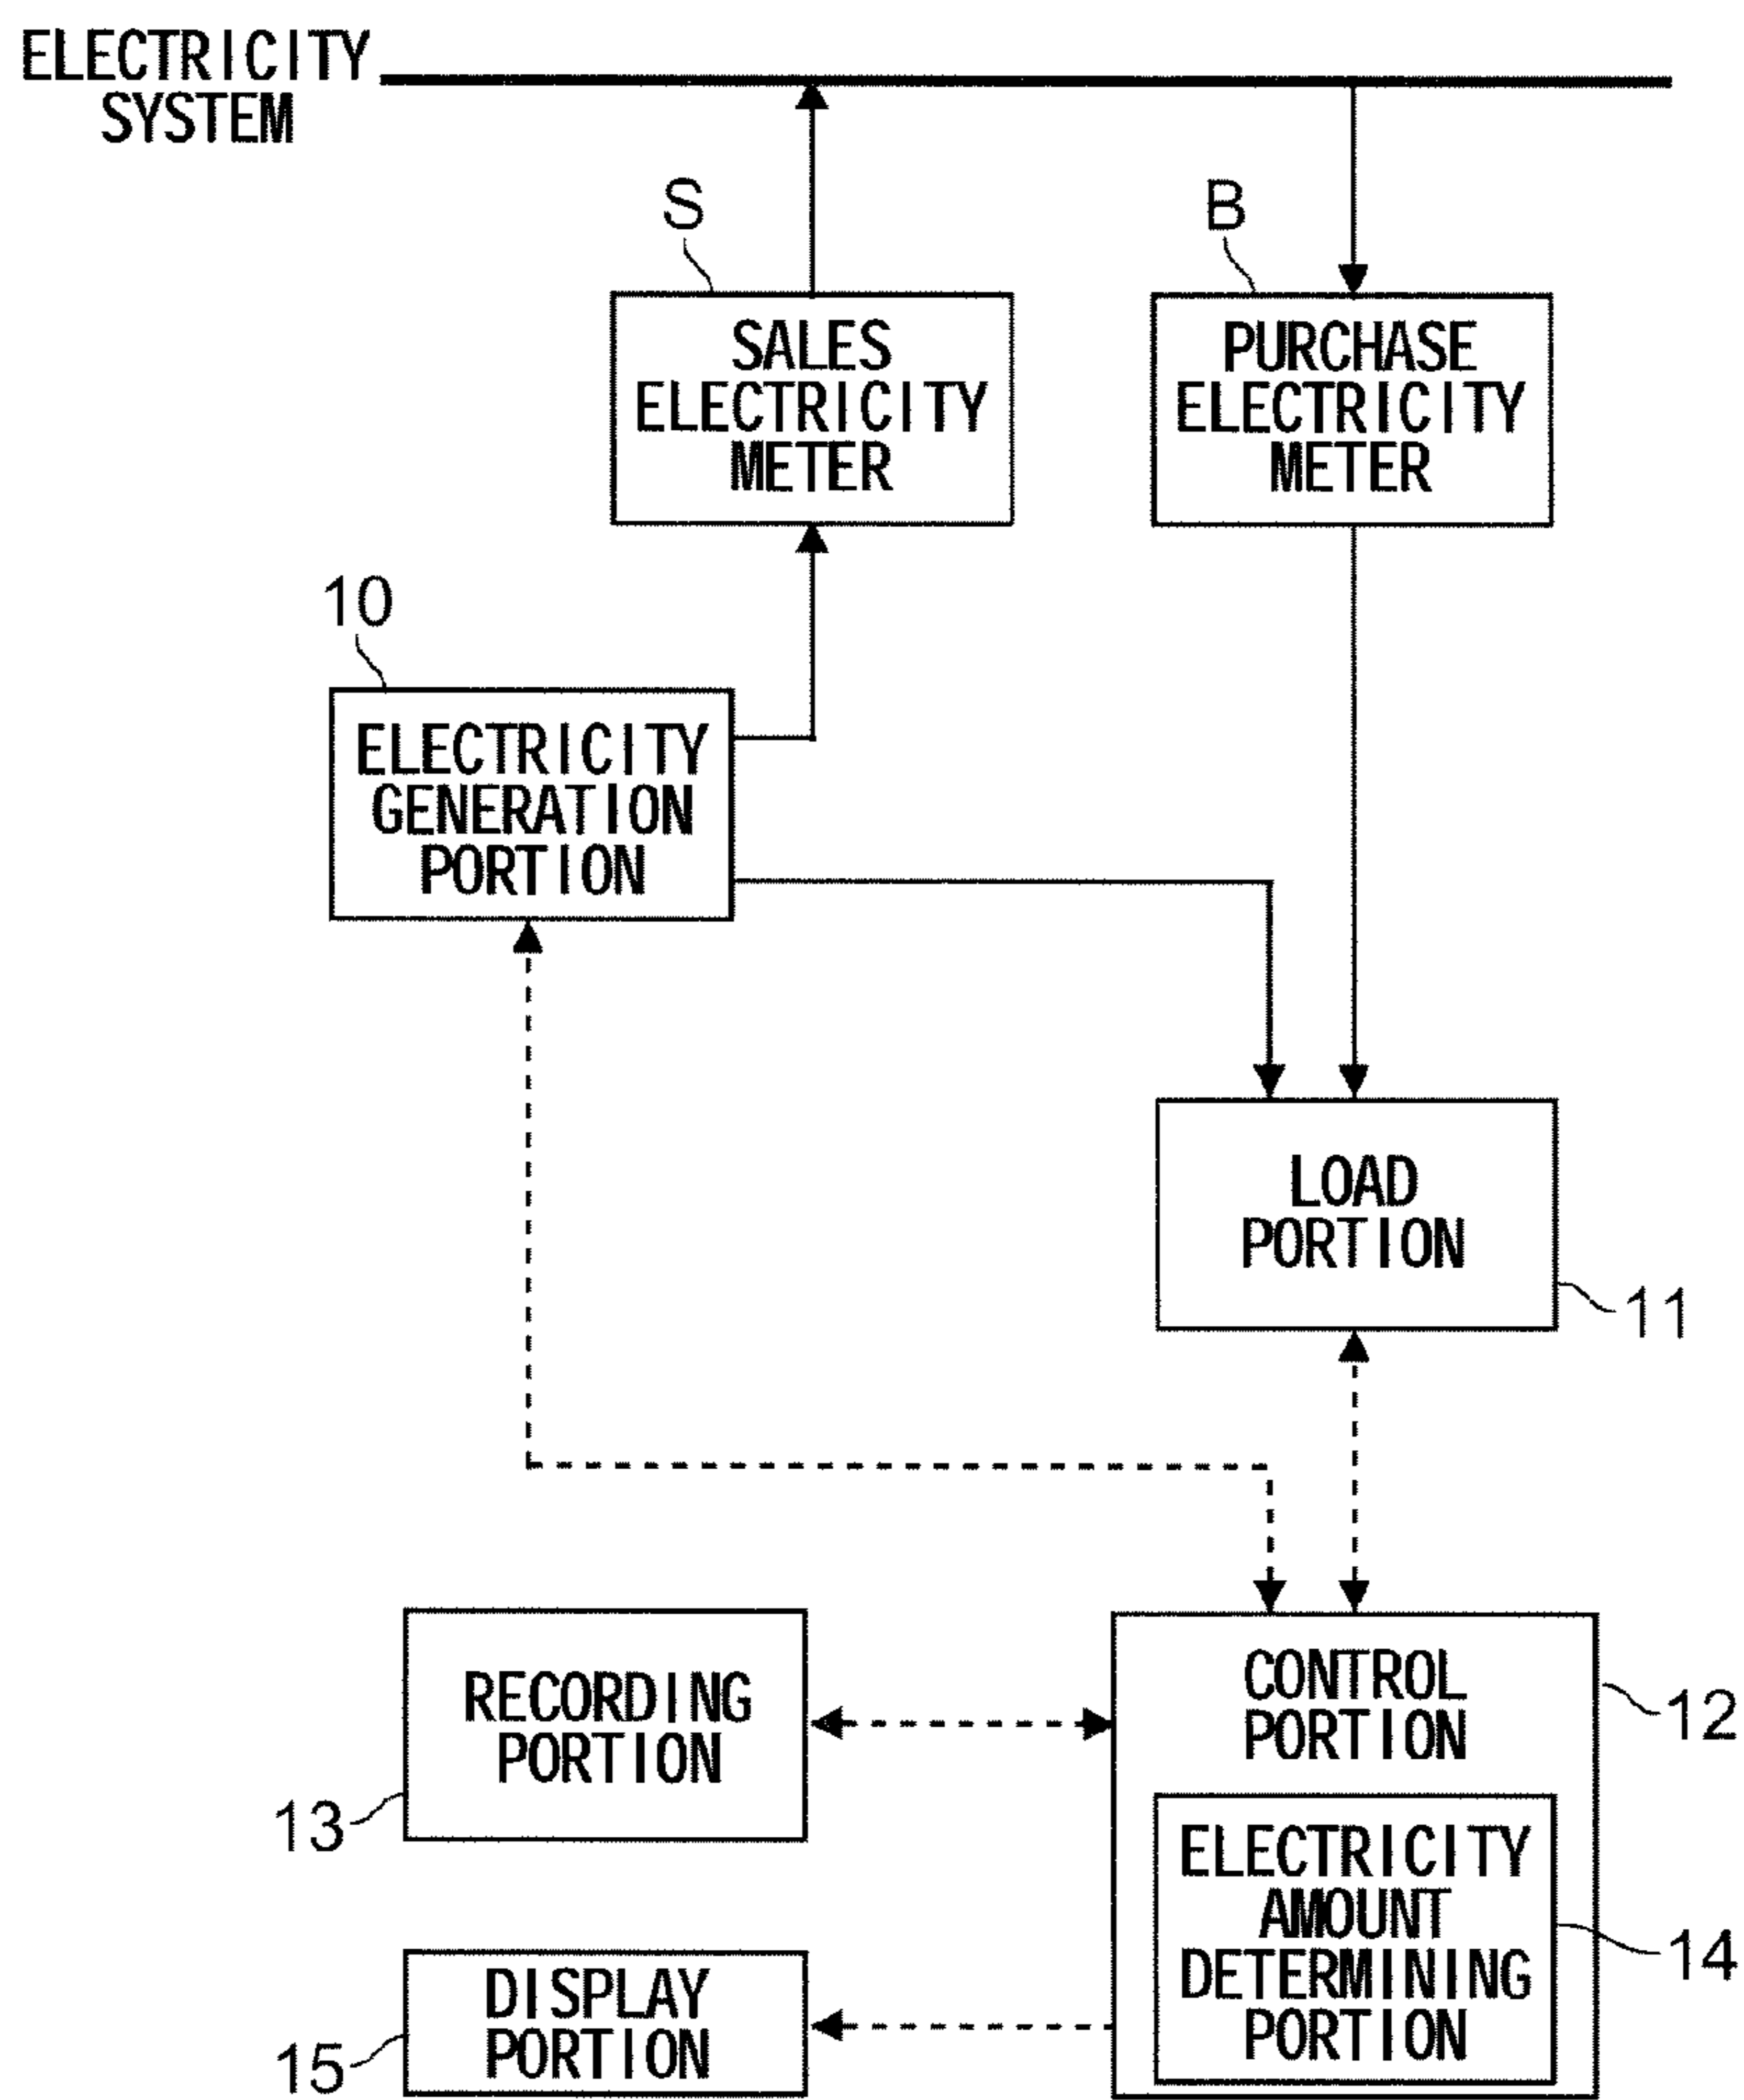 ELECTRICITY
SYSTEM
S
B
SALES
ELECTRICITY
METER
PURCHASE
ELECTRICITY
METER
10
ELECTRICITY
GENERATION
PORTION
LOAD
PORTION
11
CONTROL
PORTION
12
RECORDING
PORTION
13
ELECTRICITY
AMOUNT
DETERMINING
PORTION
14
DISPLAY
PORTION
15